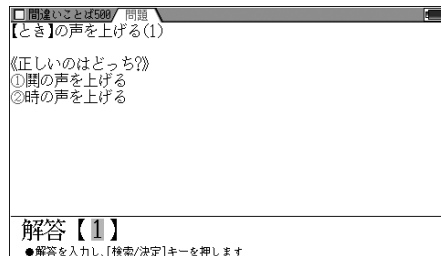 間違いことば500 問題
【とき】の声を上げる(1)
《正しいのはどっち?》
①鬨の声を上げる
②時の声を上げる
解答【1】
●解答を入力し、[検索/決定]キーを押します